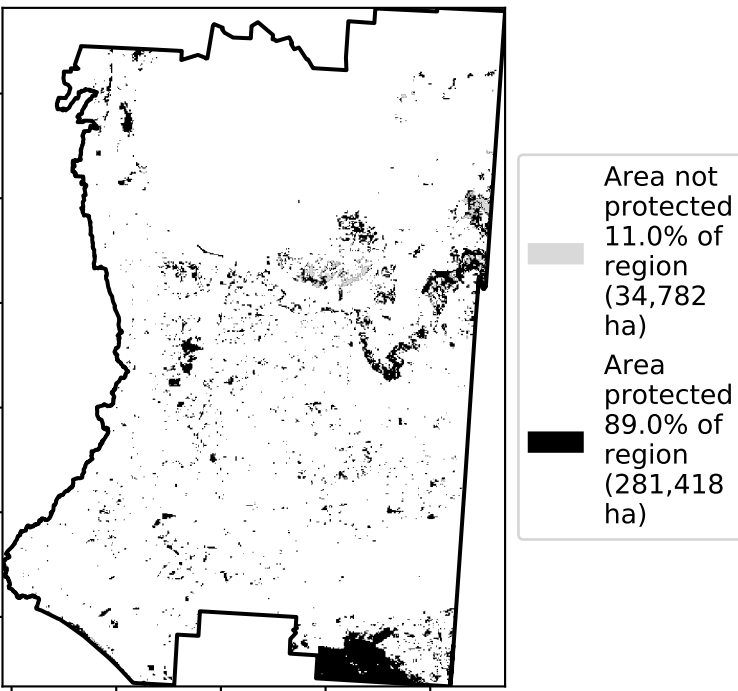 Area not
protected
11.0% of
region
(34,782
ha)
Area
protected
89.0% of
region
(281,418
ha)